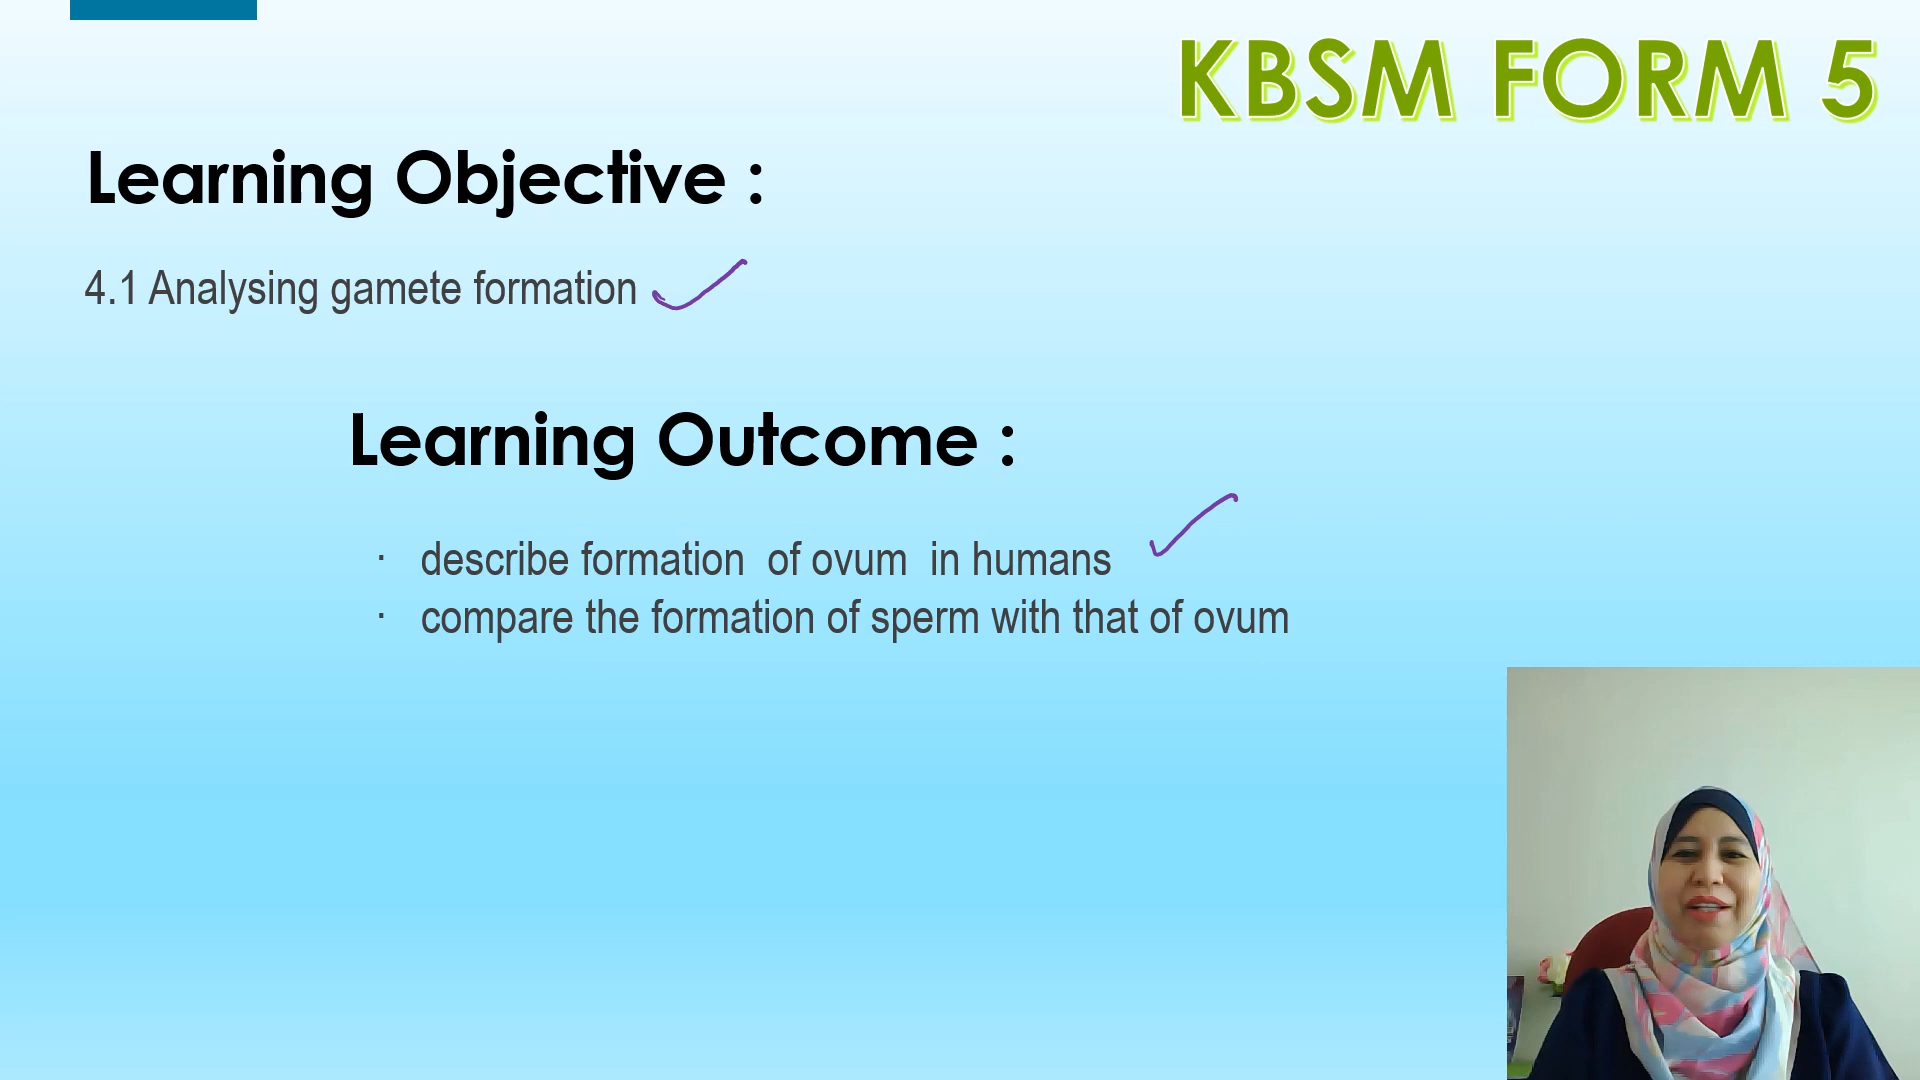 KBSM FORM 5
Learning Objective :
4.1 Analysing gamete formation
Learning Outcome :
· describe formation of ovum in humans
· compare the formation of sperm with that of ovum